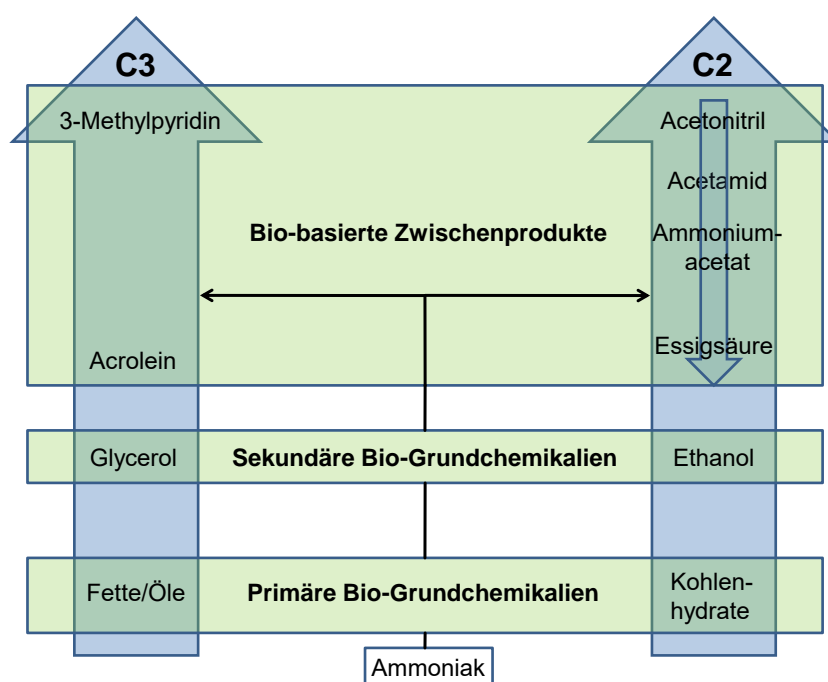 C3
C2
3-Methylpyridin
Acetonitril
Acetamid
Bio-basierte Zwischenprodukte
Ammonium-
acetat
Acrolein
Essigsäure
Glycerol
Sekundäre Bio-Grundchemikalien
Ethanol
Fette/Öle
Primäre Bio-Grundchemikalien
Kohlen-
hydrate
Ammoniak